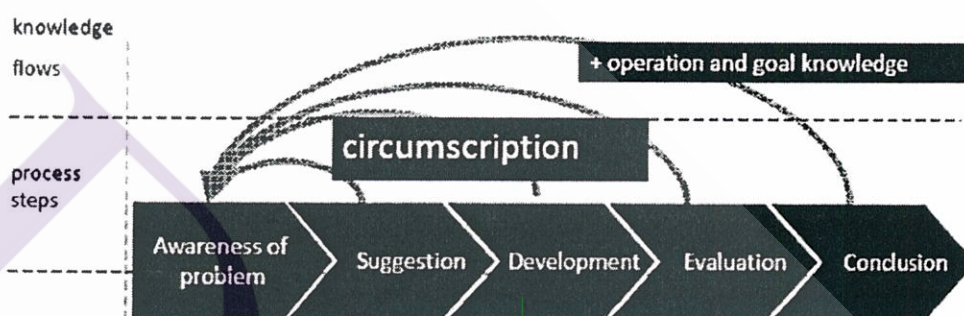 knowledge
flows
+ operation and goal knowledge
circumscription
process
steps
Awareness of
problem
Suggestion
Development
Evaluation
Conclusion